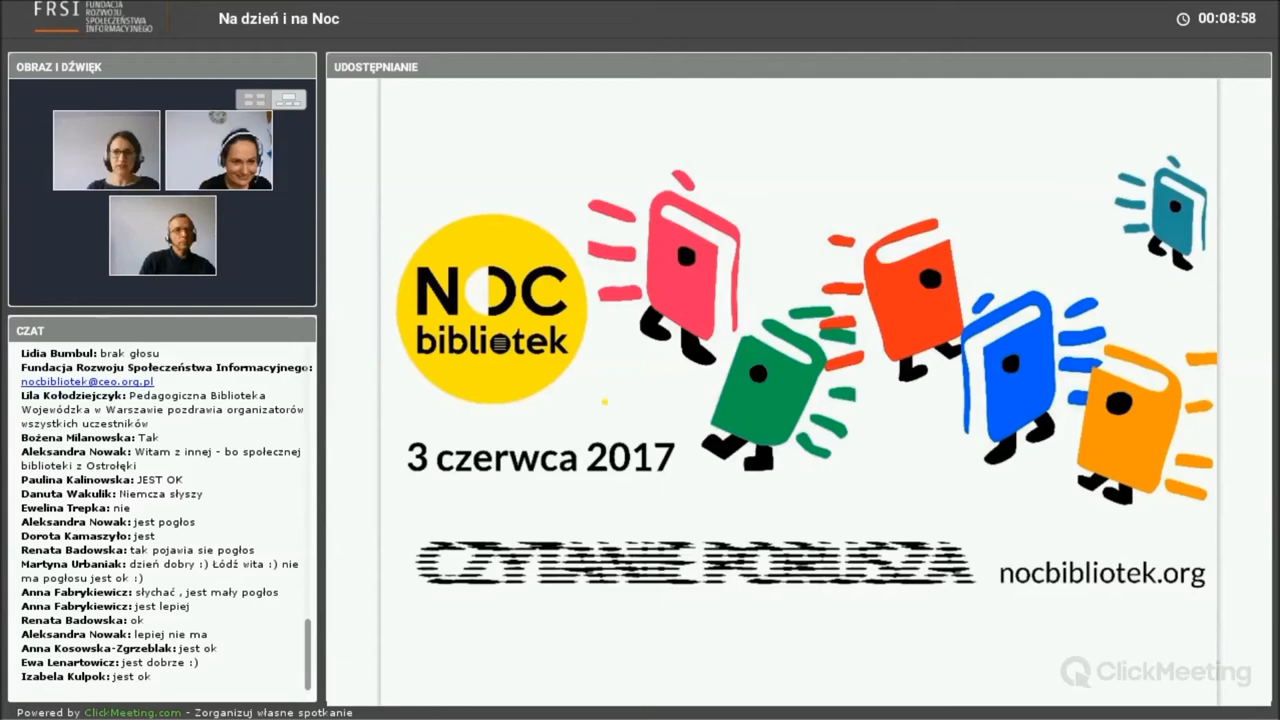 FRSI
FUNDACJA
ROZWOJU
SPOŁECZEŃSTWA
INFORMACYJNEGO
Na dzień i na Noc
00:08:58
OBRAZ I DŹWIĘK
UDOSTĘPNIANIE
NOC
bibliotek
3 czerwca 2017
CZYTANIE PORUSZA
nocbibliotek.org
ClickMeeting
CZAT
Lidia Bumbul: brak głosu
Fundacja Rozwoju Społeczeństwa Informacyjnego:
nocbibliotek@ceo.org.pl
Lila Kołodziejczyk: Pedagogiczna Biblioteka
Wojewódzka w Warszawie pozdrawia organizatorów
wszystkich uczestników
Bożena Milanowska: Tak
Aleksandra Nowak: Witam z innej - bo społecznej
biblioteki z Ostrołęki
Paulina Kalinowska: JEST OK
Danuta Wakulik: Niemcza słyszy
Ewelina Trepka: nie
Aleksandra Nowak: jest pogłos
Dorota Kamaszyło: jest
Renata Badowska: tak pojawia sie pogłos
Martyna Urbaniak: dzień dobry :) Łódź wita :) nie
ma pogłosu jest ok :)
Anna Fabrykiewicz: słychać , jest mały pogłos
Anna Fabrykiewicz: jest lepiej
Renata Badowska: ok
Aleksandra Nowak: lepiej nie ma
Anna Kosowska-Zgrzeblak: jest ok
Ewa Lenartowicz: jest dobrze :)
Izabela Kulpok: jest ok
Powered by ClickMeeting.com - Zorganizuj własne spotkanie